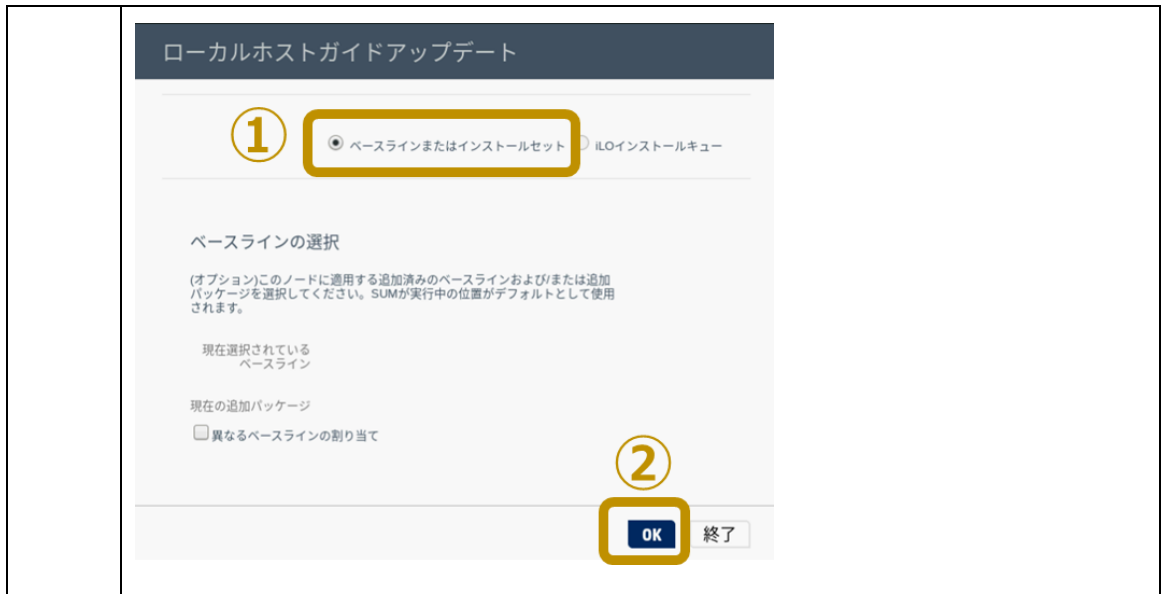 ローカルホストガイドアップデート
① ベースラインまたはインストールセット iLOインストールキュー
ベースラインの選択
(オプション)このノードに適用する追加済みのベースラインおよび/または追加
パッケージを選択してください。SUMが実行中の位置がデフォルトとして使用
されます。
現在選択されている
ベースライン
現在の追加パッケージ
異なるベースラインの割り当て
②
OK 終了